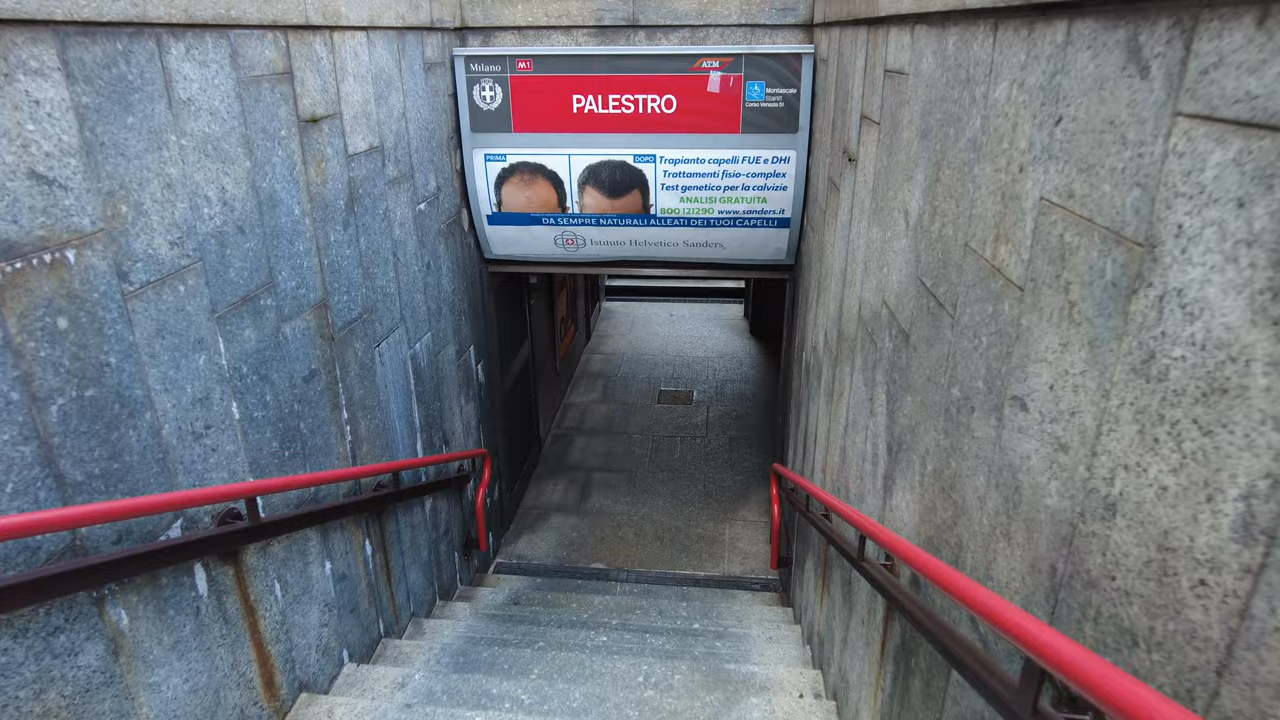 Milano
M1
ATM
PALESTRO
Montascale
Stairlift
Corso Venezia 51
PRIMA
DOPO
Trapianto capelli FUE e DHI
Trattamenti fisio-complex
Test genetico per la calvizie
ANALISI GRATUITA
800 121290 www.sanders.it
DA SEMPRE NATURALI ALLEATI DEI TUOI CAPELLI
Istituto Helvetico Sanders